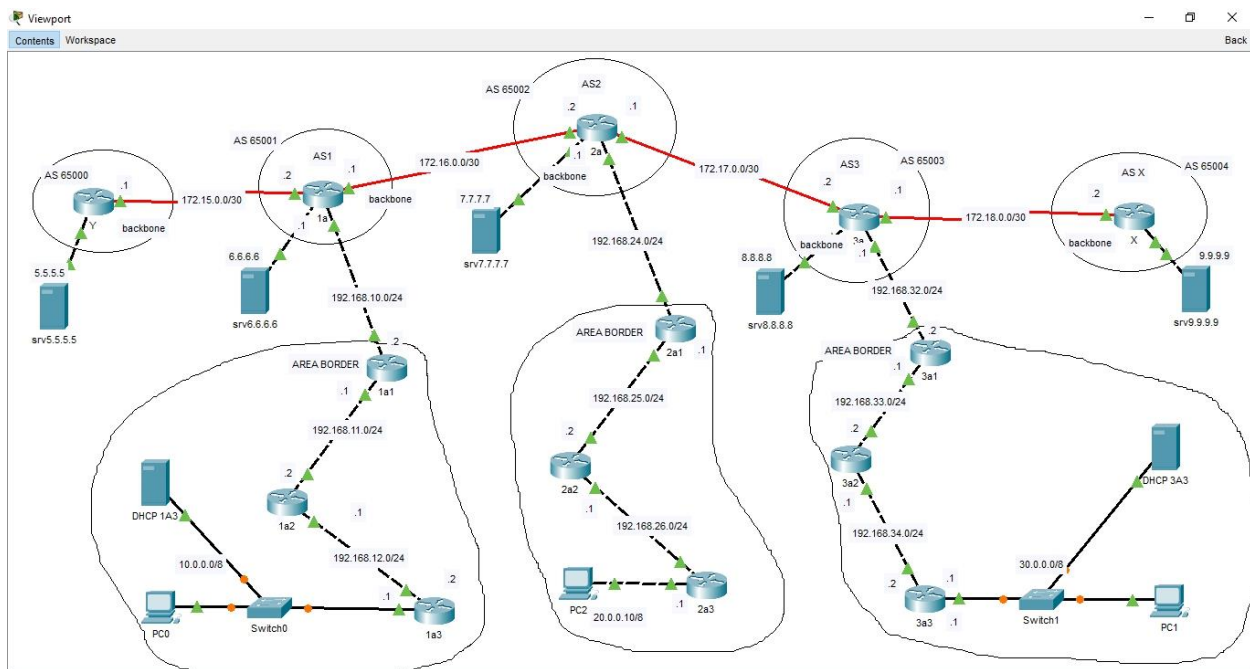 Viewport
Contents Workspace Back
AS 65000
.1
Y
172.15.0.0/30
backbone
5.5.5.5
srv5.5.5.5
AS 65001
AS1
.2
.1
1a
.1
backbone
6.6.6.6
srv6.6.6.6
172.16.0.0/30
192.168.10.0/24
AS 65002
AS2
.2
.1
2a
.1
backbone
7.7.7.7
srv7.7.7.7
172.17.0.0/30
192.168.24.0/24
AS3
AS 65003
.2
.1
3a
.1
backbone
8.8.8.8
srv8.8.8.8
172.18.0.0/30
192.168.32.0/24
AS 65004
AS X
.2
X
backbone
9.9.9.9
srv9.9.9.9
.2
AREA BORDER
1a1
.1
192.168.11.0/24
.2
1a2
.1
192.168.12.0/24
.2
.1
1a3
DHCP 1A3
10.0.0.0/8
PC0
Switch0
AREA BORDER
2a1
.1
192.168.25.0/24
.2
2a2
.1
192.168.26.0/24
PC2
.1
2a3
20.0.0.10/8
.2
AREA BORDER
3a1
.1
192.168.33.0/24
.2
3a2
.1
192.168.34.0/24
.2
.1
3a3
.1
DHCP 3A3
30.0.0.0/8
Switch1
PC1